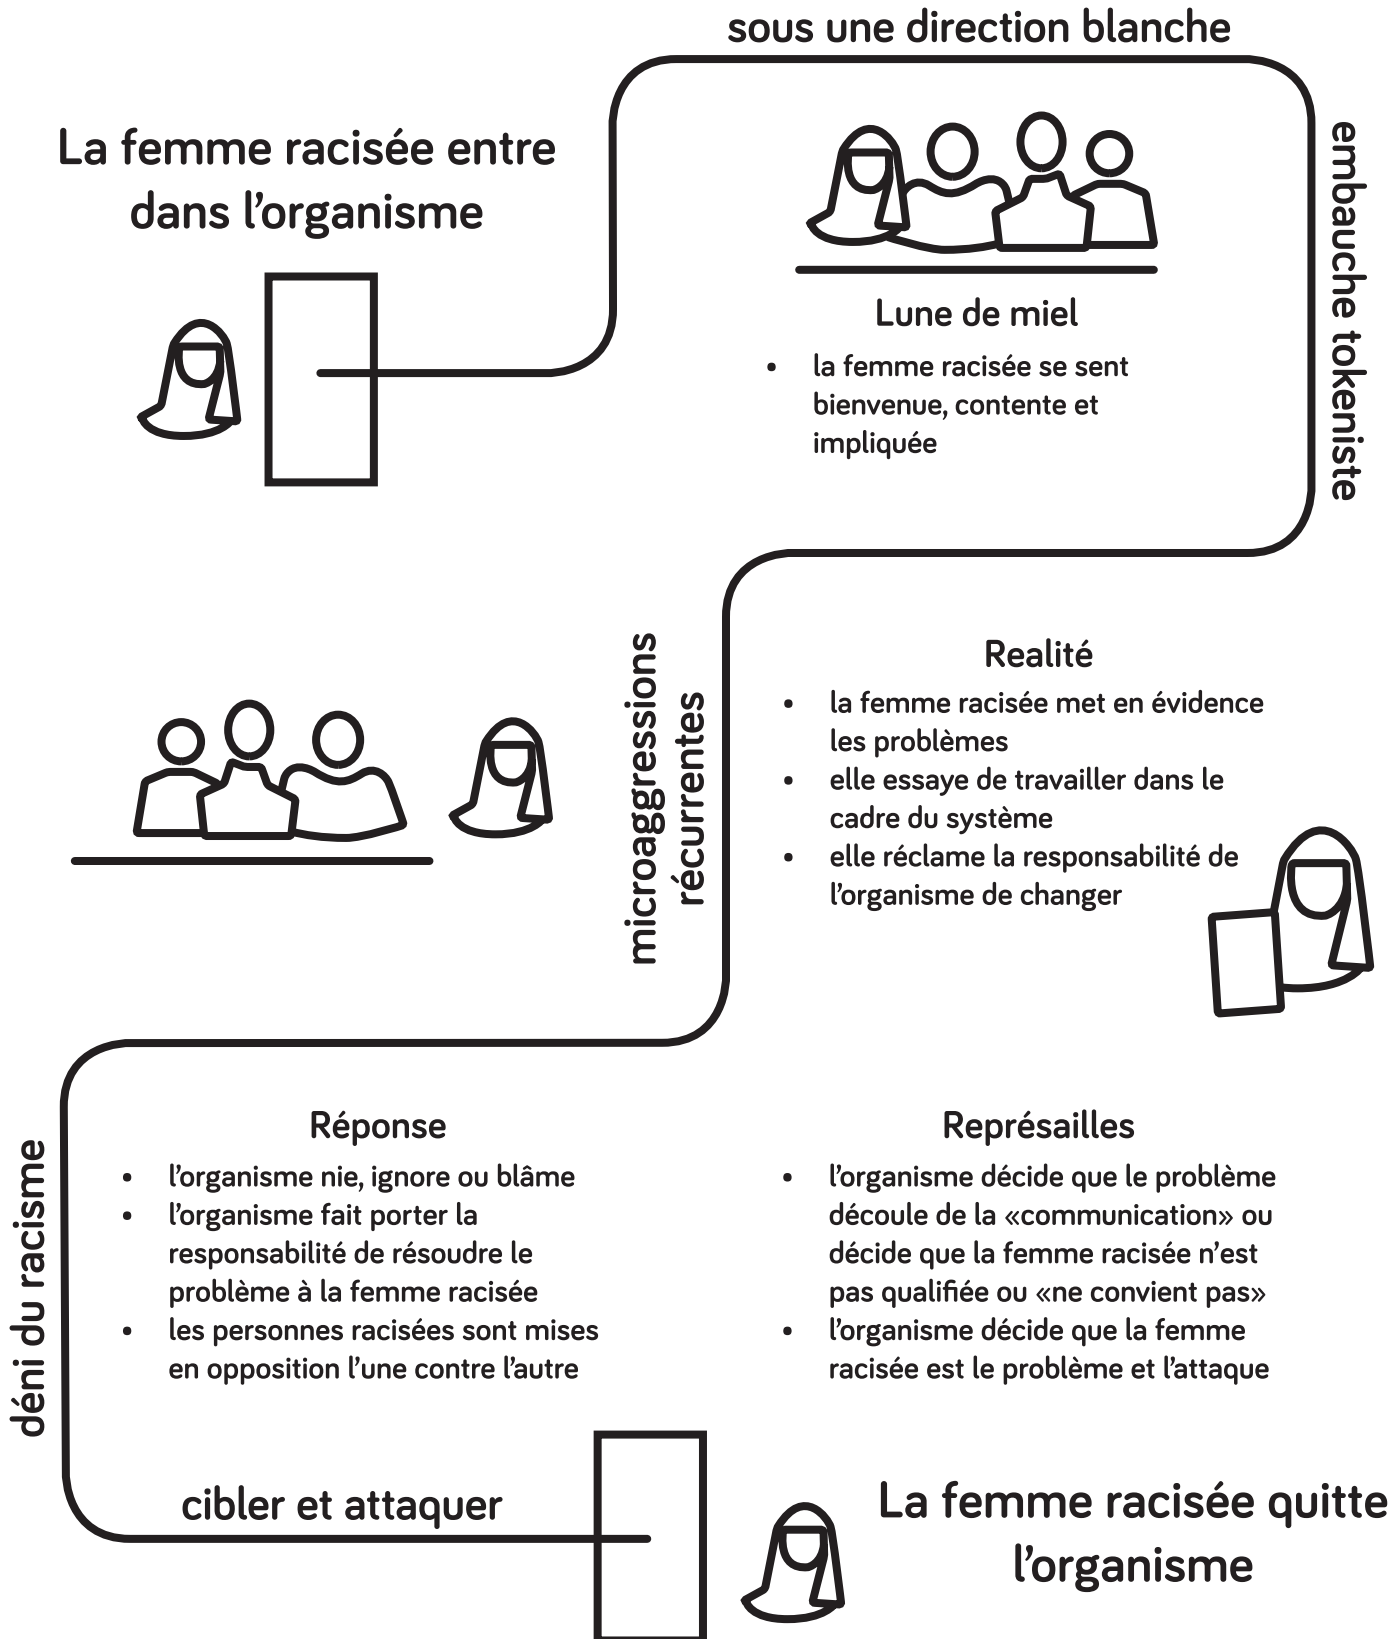 sous une direction blanche
La femme racisée entre
dans l’organisme
embauche tokeniste
Lune de miel
• la femme racisée se sent
bienvenue, contente et
impliquée
microaggressions
récurrentes
Realité
• la femme racisée met en évidence
les problèmes
• elle essaye de travailler dans le
cadre du système
• elle réclame la responsabilité de
l’organisme de changer
déni du racisme
Réponse
• l’organisme nie, ignore ou blâme
• l’organisme fait porter la
responsabilité de résoudre le
problème à la femme racisée
• les personnes racisées sont mises
en opposition l’une contre l’autre
Représailles
• l’organisme décide que le problème
découle de la «communication» ou
décide que la femme racisée n’est
pas qualifiée ou «ne convient pas»
• l’organisme décide que la femme
racisée est le problème et l’attaque
cibler et attaquer
La femme racisée quitte
l’organisme